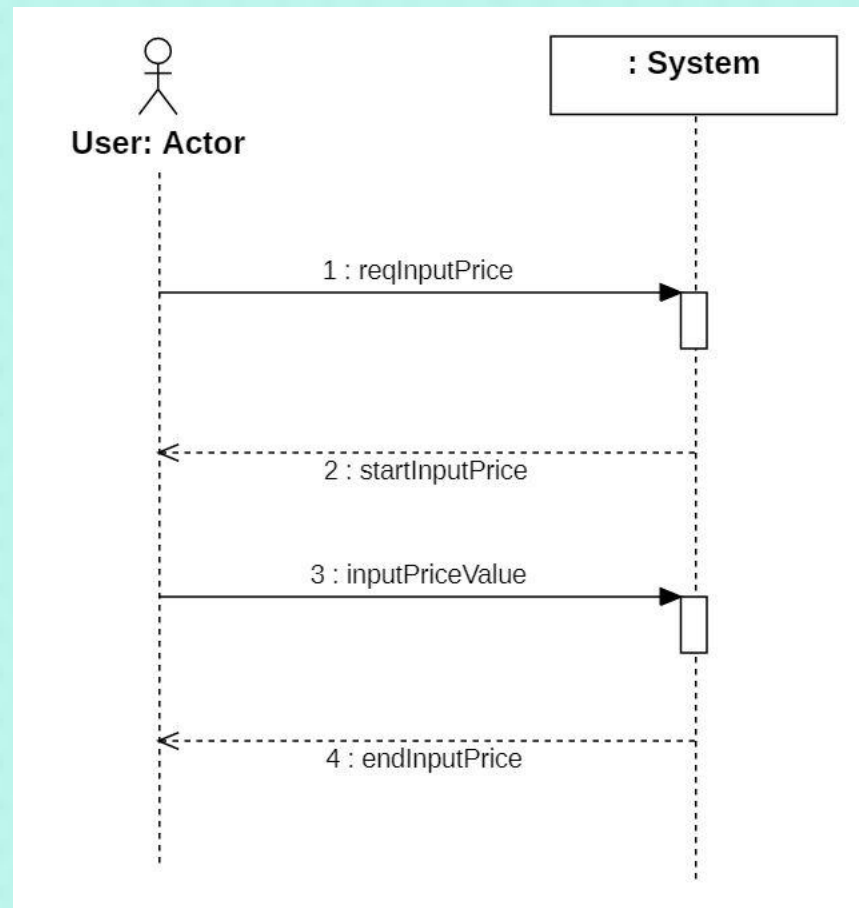 : System
User: Actor
1 : reqInputPrice
2 : startInputPrice
3 : inputPriceValue
4 : endInputPrice